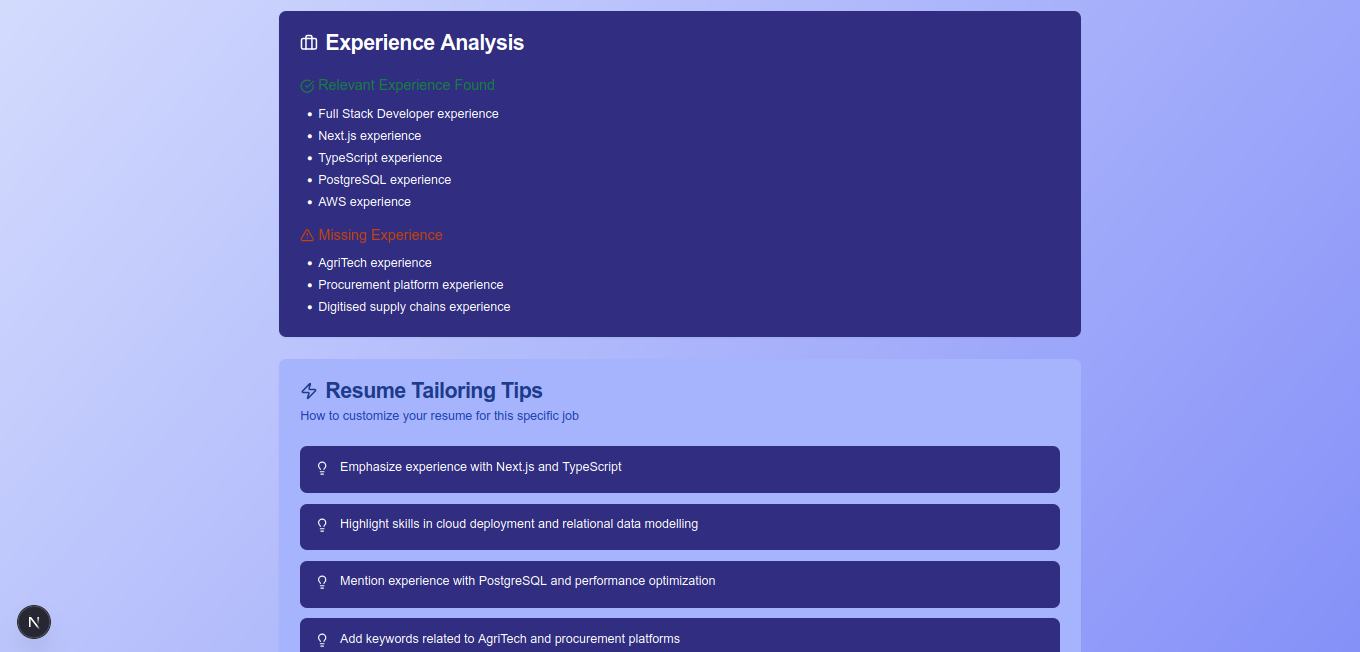 Experience Analysis
Relevant Experience Found
Full Stack Developer experience
Next.js experience
TypeScript experience
PostgreSQL experience
AWS experience
Missing Experience
AgriTech experience
Procurement platform experience
Digitised supply chains experience
Resume Tailoring Tips
How to customize your resume for this specific job
Emphasize experience with Next.js and TypeScript
Highlight skills in cloud deployment and relational data modelling
Mention experience with PostgreSQL and performance optimization
Add keywords related to AgriTech and procurement platforms
N